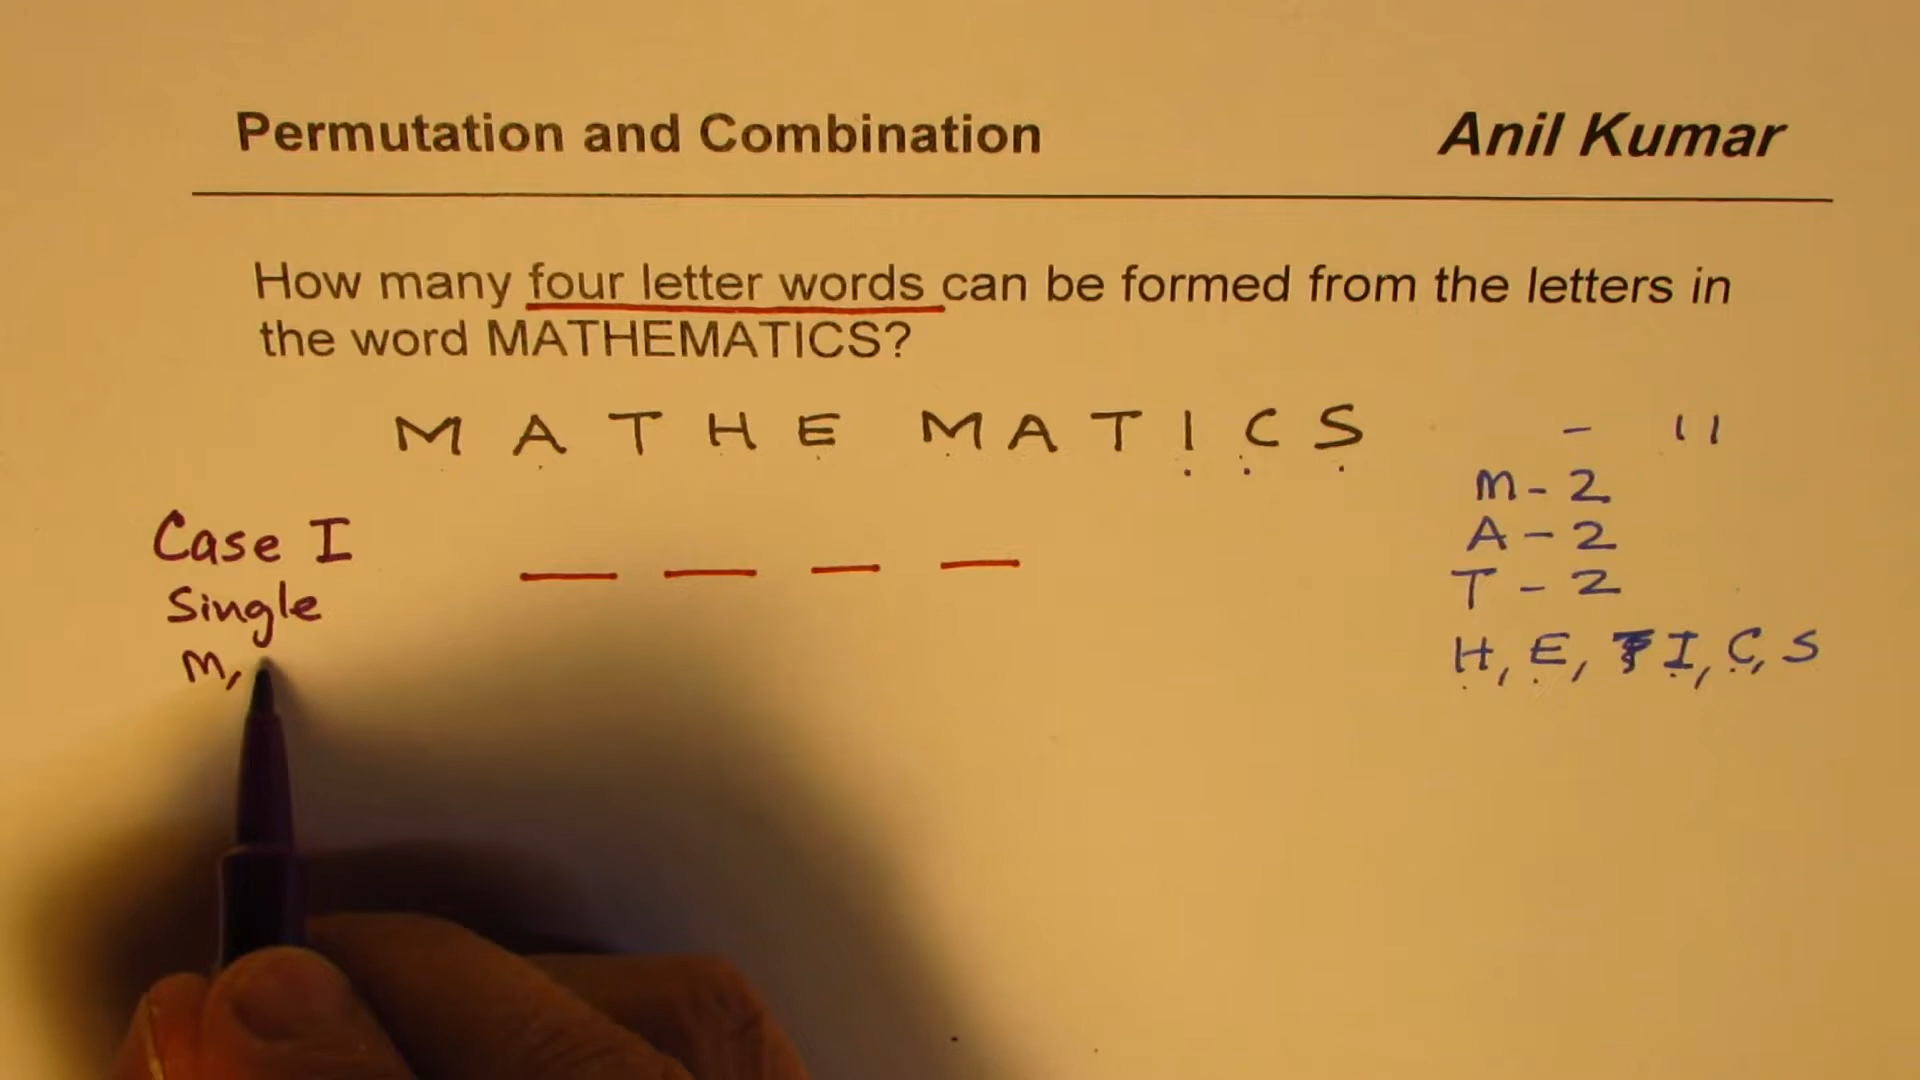 Permutation and Combination Anil Kumar
How many four letter words can be formed from the letters in
the word MATHEMATICS?
M A T H E M A T I C S - 11
M - 2
A - 2
T - 2
H, E, I, C, S
Case I
Single
M,